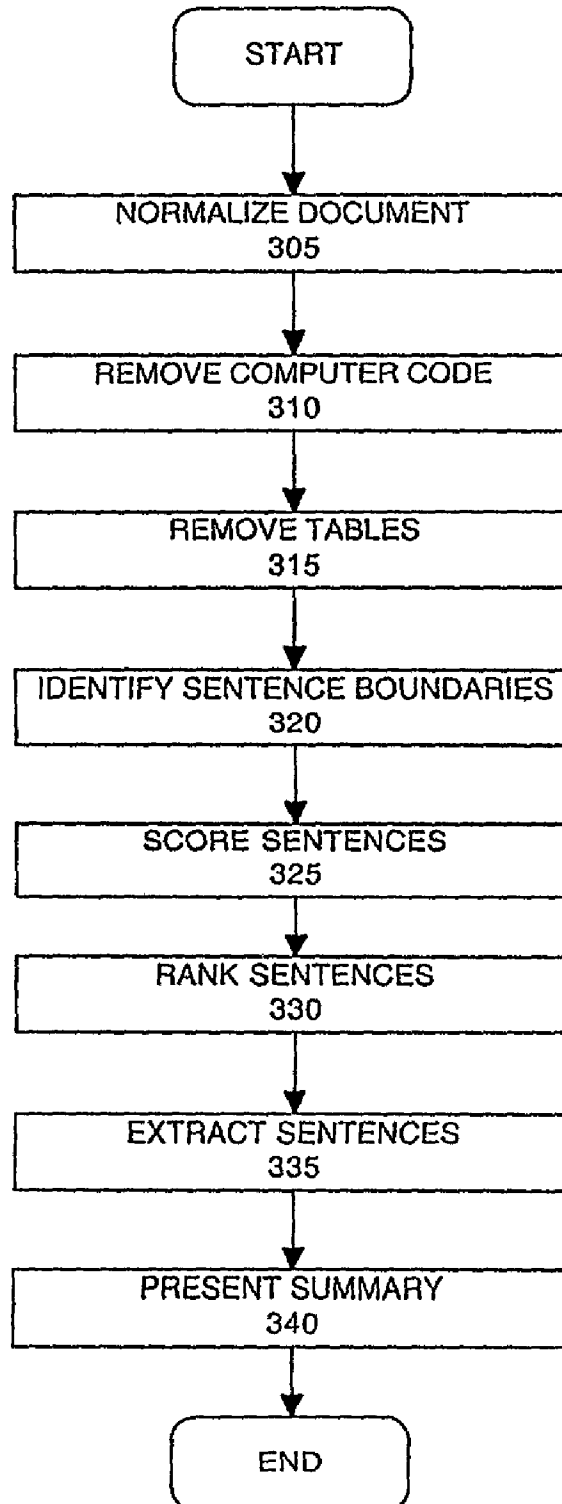 START
NORMALIZE DOCUMENT
305
REMOVE COMPUTER CODE
310
REMOVE TABLES
315
IDENTIFY SENTENCE BOUNDARIES
320
SCORE SENTENCES
325
RANK SENTENCES
330
EXTRACT SENTENCES
335
PRESENT SUMMARY
340
END